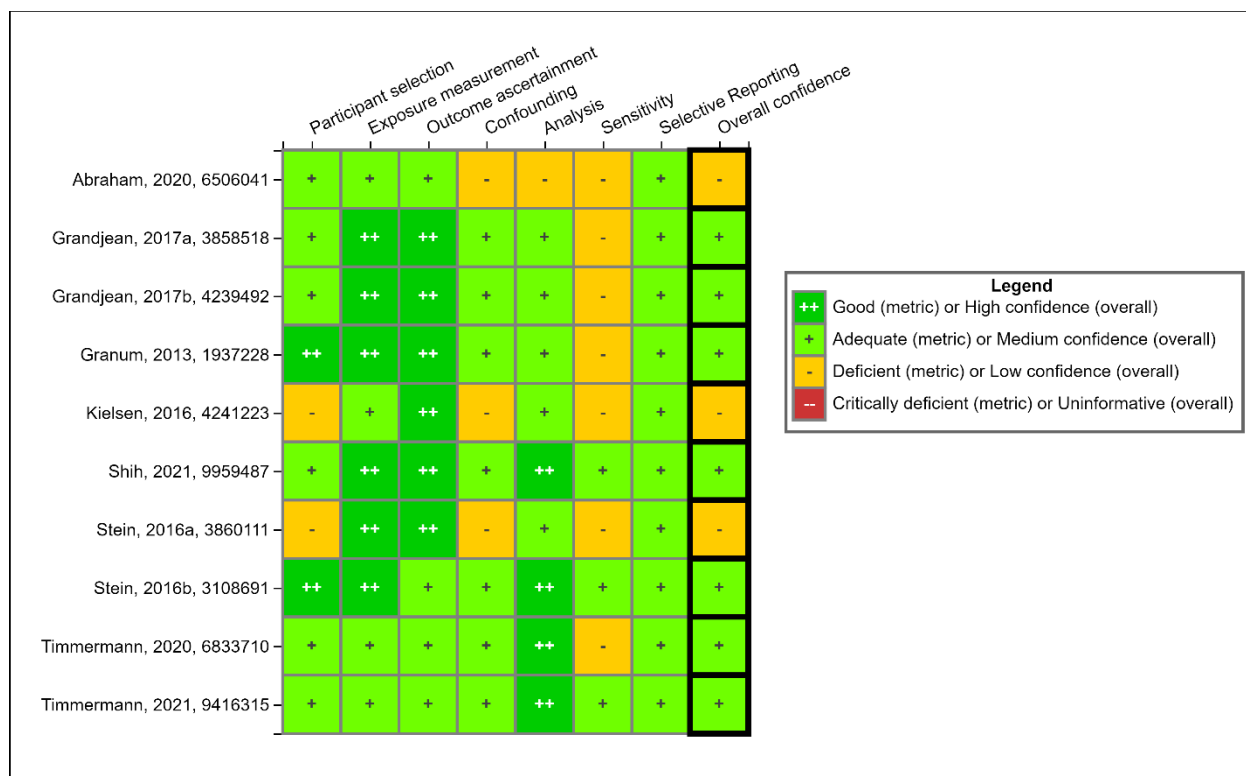 Participant selection
Exposure measurement
Outcome ascertainment
Confounding
Analysis
Sensitivity
Selective Reporting
Overall confidence
Abraham, 2020, 6506041 + + + - - - + -
Grandjean, 2017a, 3858518 + ++ ++ + + - + +
Grandjean, 2017b, 4239492 + ++ ++ + + - + +
Granum, 2013, 1937228 ++ ++ ++ + + - + +
Kielsen, 2016, 4241223 - + ++ - + - + -
Shih, 2021, 9959487 + ++ ++ + ++ + + +
Stein, 2016a, 3860111 - ++ ++ - + - + -
Stein, 2016b, 3108691 ++ ++ + + ++ + + +
Timmermann, 2020, 6833710 + + + + ++ - + +
Timmermann, 2021, 9416315 + + + + ++ + + +
Legend
++ Good (metric) or High confidence (overall)
+ Adequate (metric) or Medium confidence (overall)
- Deficient (metric) or Low confidence (overall)
-- Critically deficient (metric) or Uninformative (overall)